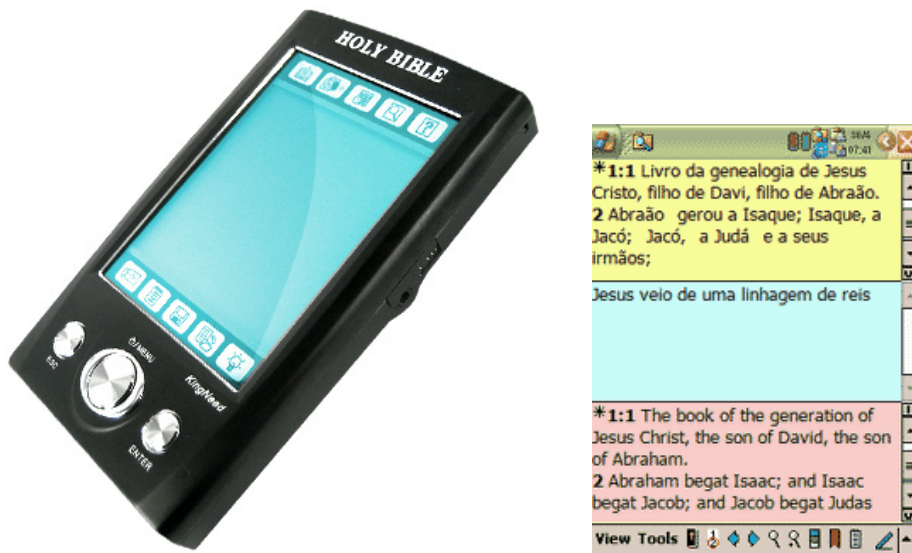 HOLY BIBLE
ESC
/MENU
KingNeed
ENTER
07:41
*1:1 Livro da genealogia de Jesus
Cristo, filho de Davi, filho de Abraão.
2 Abraão gerou a Isaque; Isaque, a
Jacó; Jacó, a Judá e a seus
irmãos;
Jesus veio de uma linhagem de reis
*1:1 The book of the generation of
Jesus Christ, the son of David, the son
of Abraham.
2 Abraham begat Isaac; and Isaac
begat Jacob; and Jacob begat Judas
View Tools